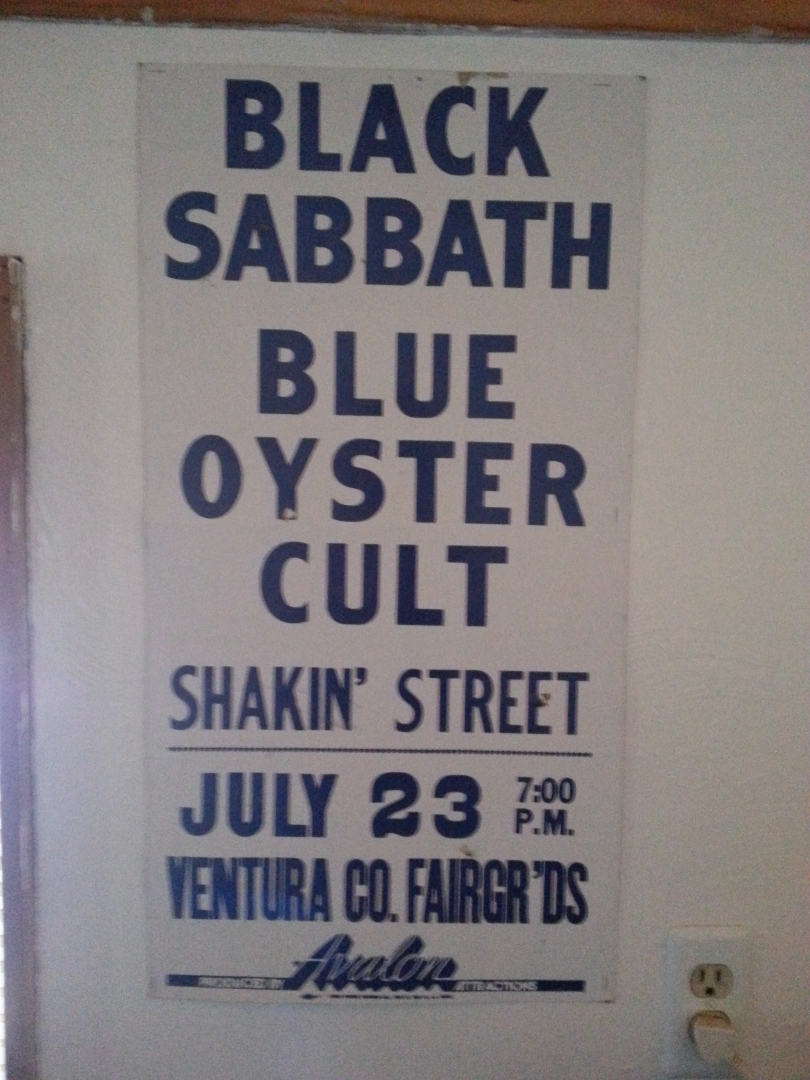 BLACK
SABBATH
BLUE
OYSTER
CULT
SHAKIN' STREET
JULY 23 7:00 P.M.
VENTURA CO. FAIRGR'DS
PRODUCED BY Avalon ATTRACTIONS